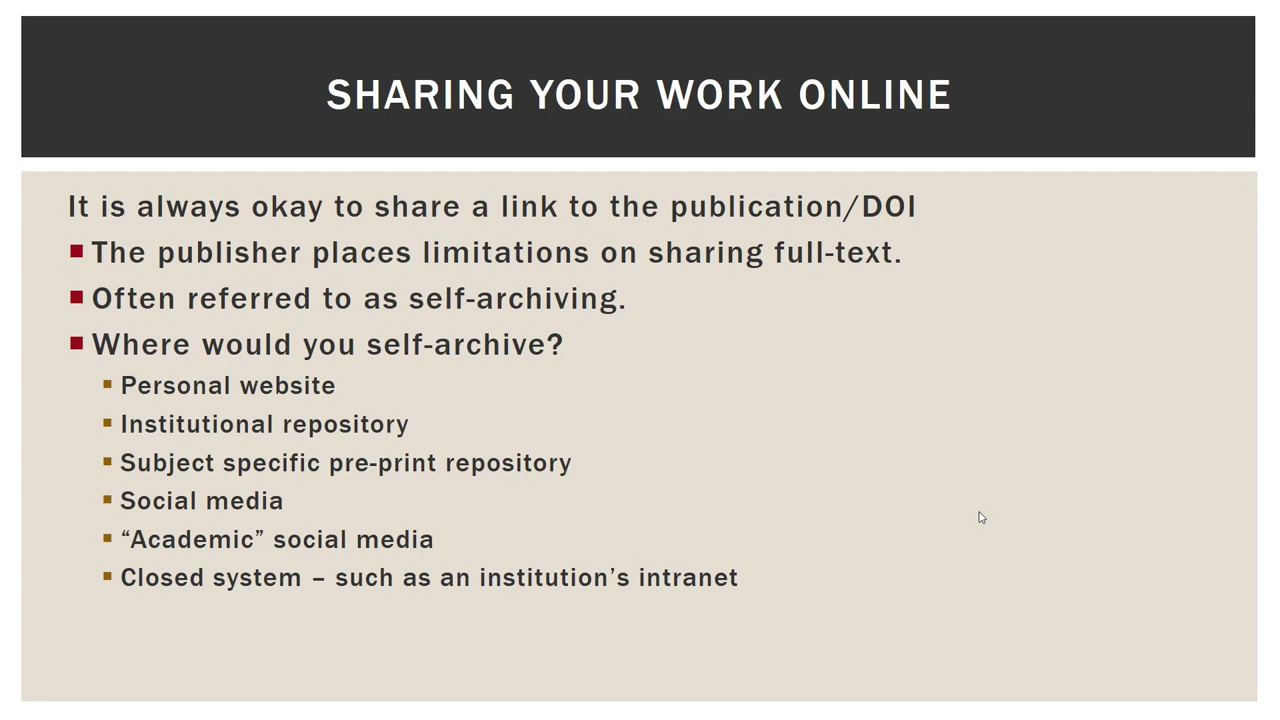 SHARING YOUR WORK ONLINE
It is always okay to share a link to the publication/DOI
The publisher places limitations on sharing full-text.
Often referred to as self-archiving.
Where would you self-archive?
Personal website
Institutional repository
Subject specific pre-print repository
Social media
“Academic” social media
Closed system – such as an institution’s intranet